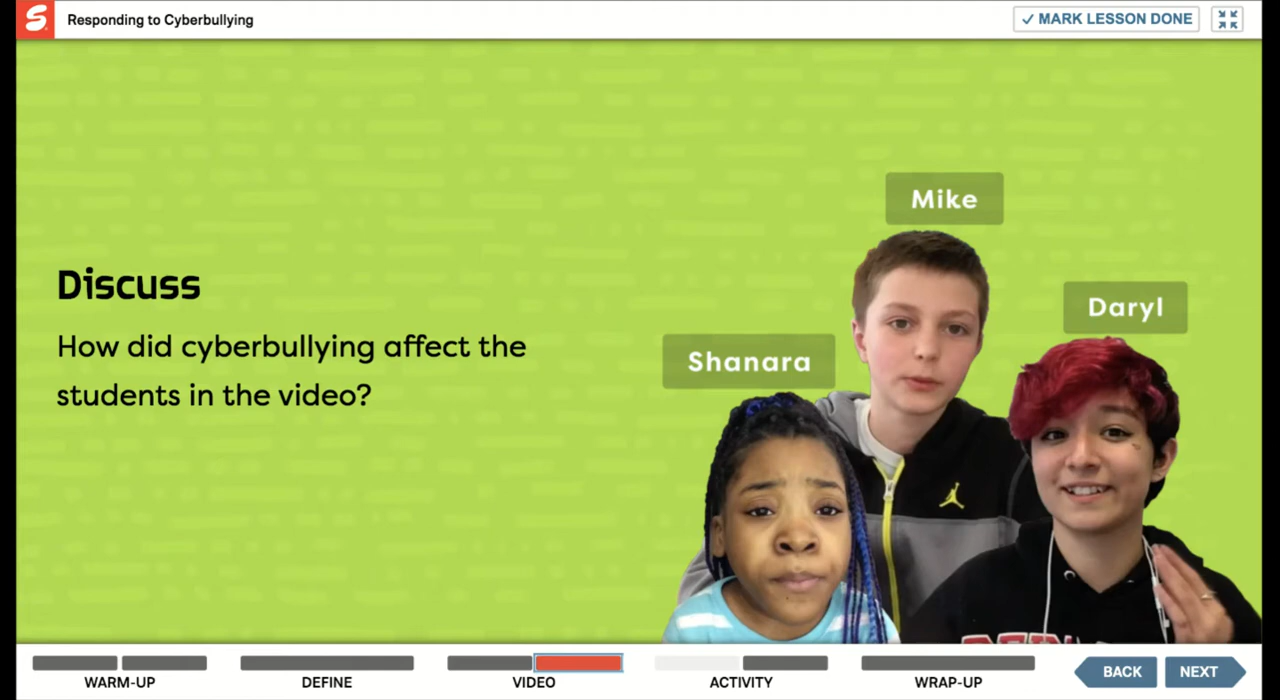 Responding to Cyberbullying
✓ MARK LESSON DONE
Mike
Daryl
Shanara
Discuss
How did cyberbullying affect the
students in the video?
WARM-UP
DEFINE
VIDEO
ACTIVITY
WRAP-UP
BACK
NEXT